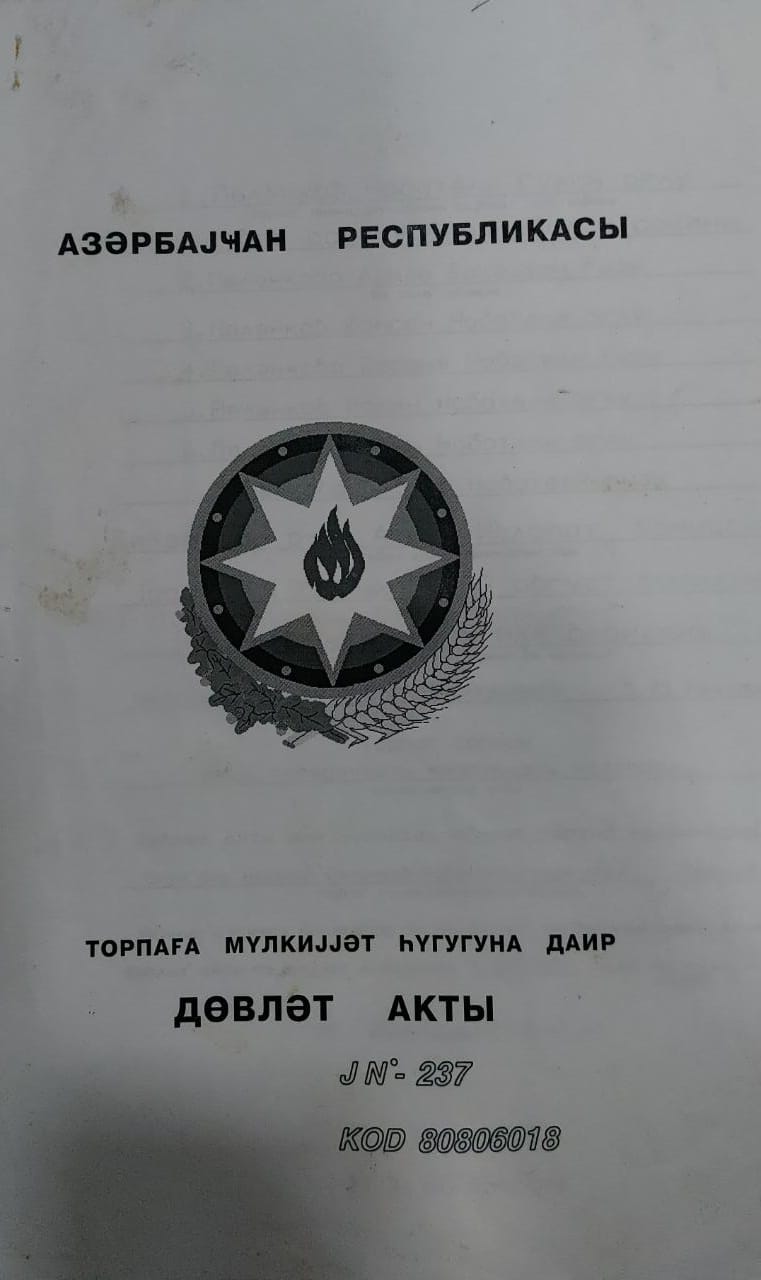 АЗӘРБАЈҸАН РЕСПУБЛИКАСЫ
ТОРПАҒА МҮЛКИЈЈӘТ ҺҮГУГУНА ДАИР
ДӨВЛӘТ АКТЫ
J N°- 237
KOD 80806018